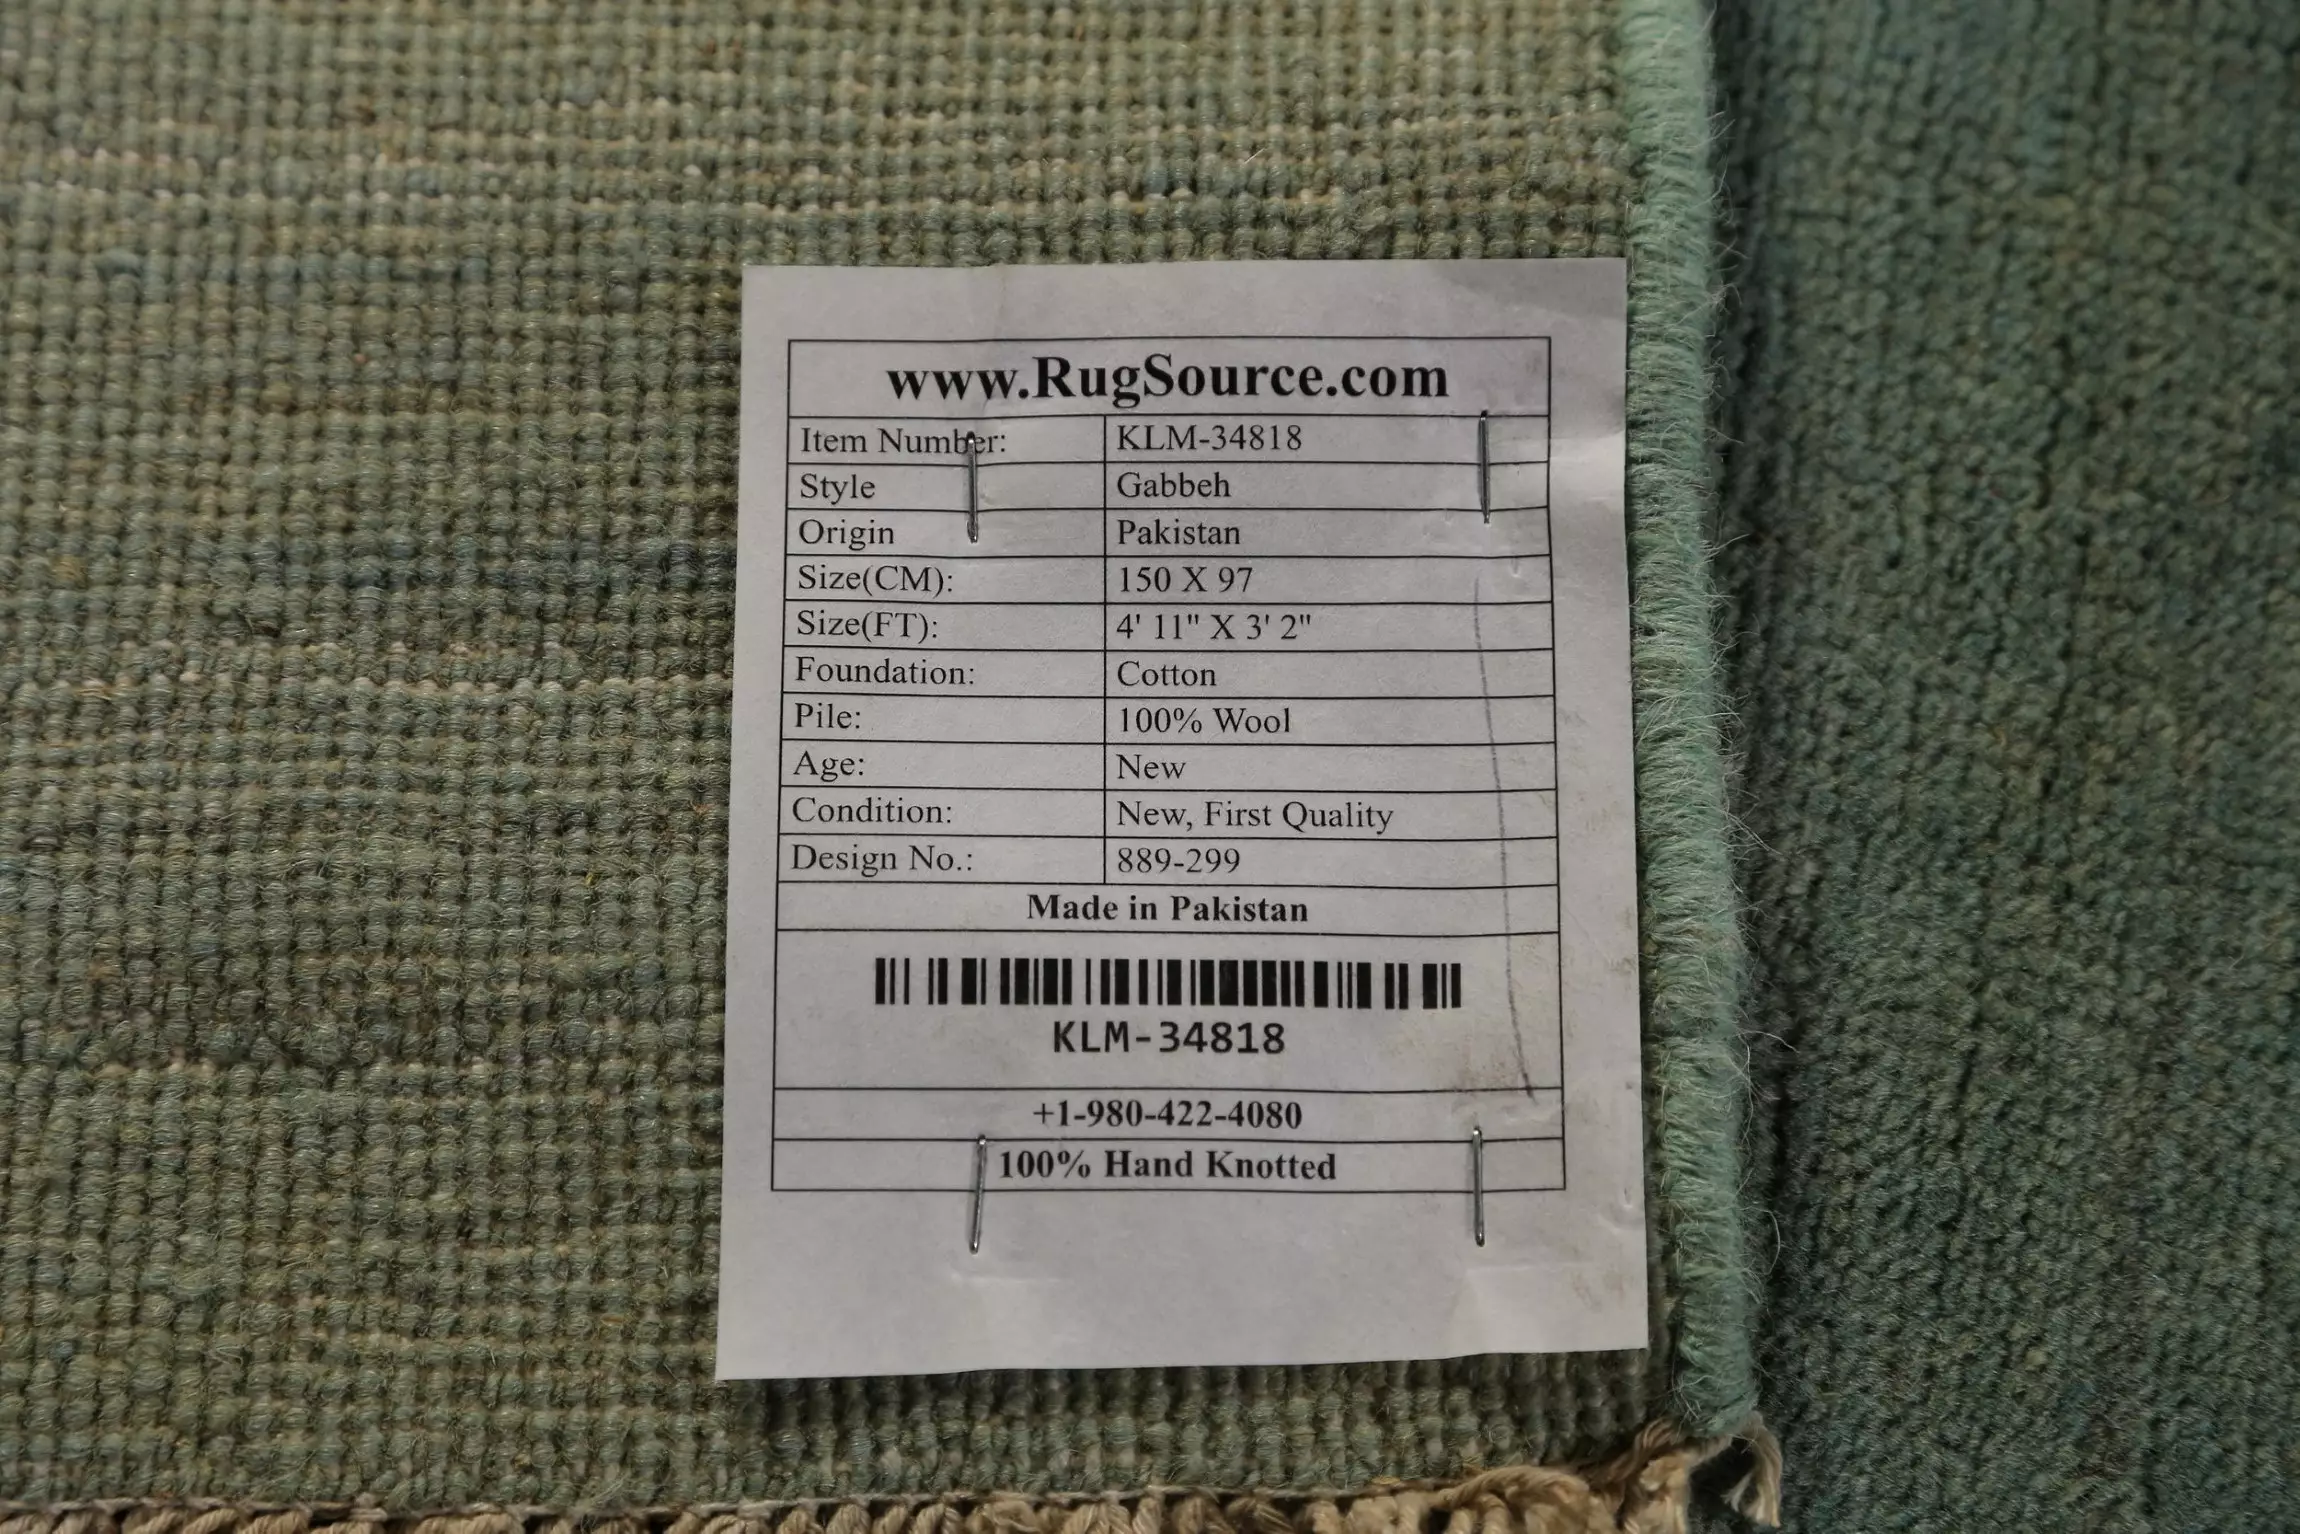 www.RugSource.com
Item Number: KLM-34818
Style Gabbeh
Origin Pakistan
Size(CM): 150 X 97
Size(FT): 4' 11" X 3' 2"
Foundation: Cotton
Pile: 100% Wool
Age: New
Condition: New, First Quality
Design No.: 889-299
Made in Pakistan
KLM-34818
+1-980-422-4080
100% Hand Knotted